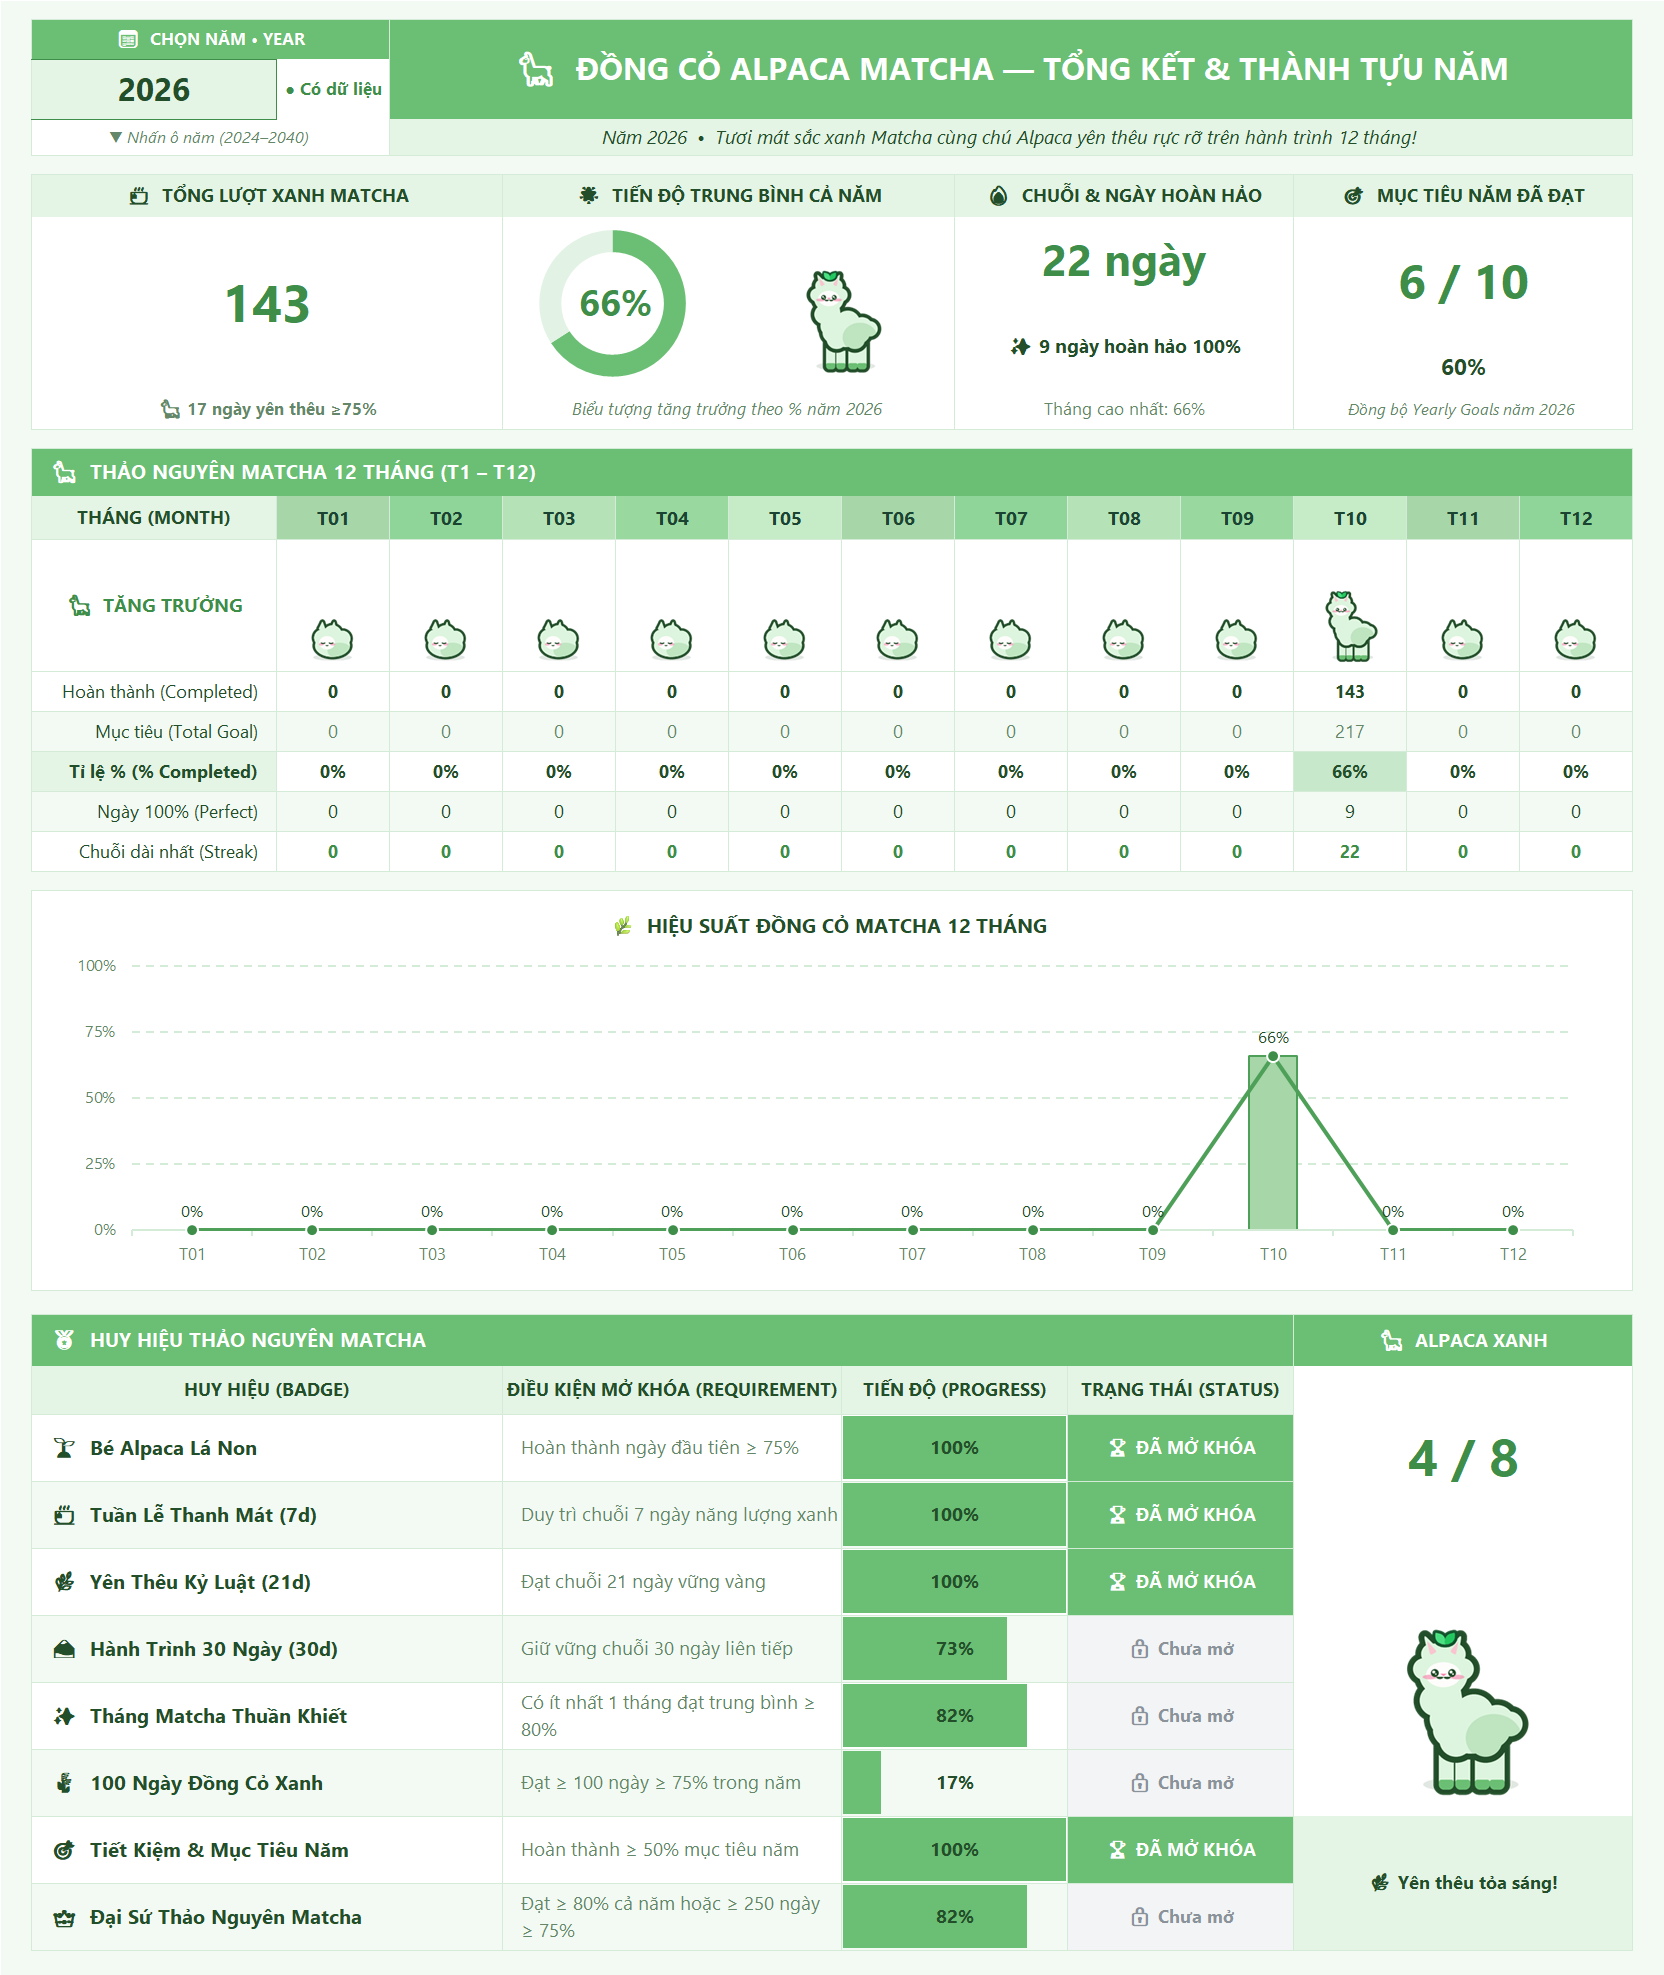 CHỌN NĂM • YEAR
2026
● Có dữ liệu
▼ Nhấn ô năm (2024–2040)
ĐỒNG CỎ ALPACA MATCHA — TỔNG KẾT & THÀNH TỰU NĂM
Năm 2026 • Tươi mát sắc xanh Matcha cùng chú Alpaca yên thêu rực rỡ trên hành trình 12 tháng!
TỔNG LƯỢT XANH MATCHA
143
17 ngày yên thêu ≥75%
TIẾN ĐỘ TRUNG BÌNH CẢ NĂM
66%
Biểu tượng tăng trưởng theo % năm 2026
CHUỖI & NGÀY HOÀN HẢO
22 ngày
9 ngày hoàn hảo 100%
Tháng cao nhất: 66%
MỤC TIÊU NĂM ĐÃ ĐẠT
6 / 10
60%
Đồng bộ Yearly Goals năm 2026
THẢO NGUYÊN MATCHA 12 THÁNG (T1 – T12)
THÁNG (MONTH) T01 T02 T03 T04 T05 T06 T07 T08 T09 T10 T11 T12
TĂNG TRƯỞNG
Hoàn thành (Completed) 0 0 0 0 0 0 0 0 0 143 0 0
Mục tiêu (Total Goal) 0 0 0 0 0 0 0 0 0 217 0 0
Tỉ lệ % (% Completed) 0% 0% 0% 0% 0% 0% 0% 0% 0% 66% 0% 0%
Ngày 100% (Perfect) 0 0 0 0 0 0 0 0 0 9 0 0
Chuỗi dài nhất (Streak) 0 0 0 0 0 0 0 0 0 22 0 0
HIỆU SUẤT ĐỒNG CỎ MATCHA 12 THÁNG
100%
75%
66%
50%
25%
0% 0% 0% 0% 0% 0% 0% 0% 0% 0% 0%
0%
T01 T02 T03 T04 T05 T06 T07 T08 T09 T10 T11 T12
HUY HIỆU THẢO NGUYÊN MATCHA
ALPACA XANH
HUY HIỆU (BADGE) ĐIỀU KIỆN MỞ KHÓA (REQUIREMENT) TIẾN ĐỘ (PROGRESS) TRẠNG THÁI (STATUS)
Bé Alpaca Lá Non Hoàn thành ngày đầu tiên ≥ 75% 100% ĐÃ MỞ KHÓA
4 / 8
Tuần Lễ Thanh Mát (7d) Duy trì chuỗi 7 ngày năng lượng xanh 100% ĐÃ MỞ KHÓA
Yên Thêu Kỷ Luật (21d) Đạt chuỗi 21 ngày vững vàng 100% ĐÃ MỞ KHÓA
Hành Trình 30 Ngày (30d) Giữ vững chuỗi 30 ngày liên tiếp 73% Chưa mở
Tháng Matcha Thuần Khiết Có ít nhất 1 tháng đạt trung bình ≥
80% 82% Chưa mở
100 Ngày Đồng Cỏ Xanh Đạt ≥ 100 ngày ≥ 75% trong năm 17% Chưa mở
Tiết Kiệm & Mục Tiêu Năm Hoàn thành ≥ 50% mục tiêu năm 100% ĐÃ MỞ KHÓA
Yên thêu tỏa sáng!
Đại Sứ Thảo Nguyên Matcha Đạt ≥ 80% cả năm hoặc ≥ 250 ngày
≥ 75% 82% Chưa mở